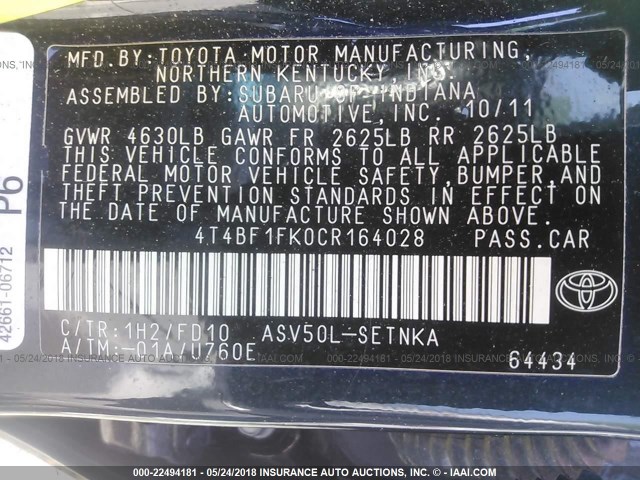 MFD.BY:TOYOTA MOTOR MANUFACTURING,
NORTHERN KENTUCKY, INC.
ASSEMBLED BY:SUBARU OF INDIANA
AUTOMOTIVE,INC. 10/11
GVWR 4630LB GAWR FR 2625LB RR 2625LB
THIS VEHICLE CONFORMS TO ALL APPLICABLE
FEDERAL MOTOR VEHICLE SAFETY,BUMPER,AND
THEFT PREVENTION STANDARDS IN EFFECT ON
THE DATE OF MANUFACTURE SHOWN ABOVE.
4T4BF1FK0CR164028 PASS.CAR
C/TR:1H2/FD10 ASV50L-SETNKA
A/TM:-01A/U760E
64434
P6
42661-06712
000-22494181 - 05/24/2018 INSURANCE AUTO AUCTIONS, INC. - IAAI.COM